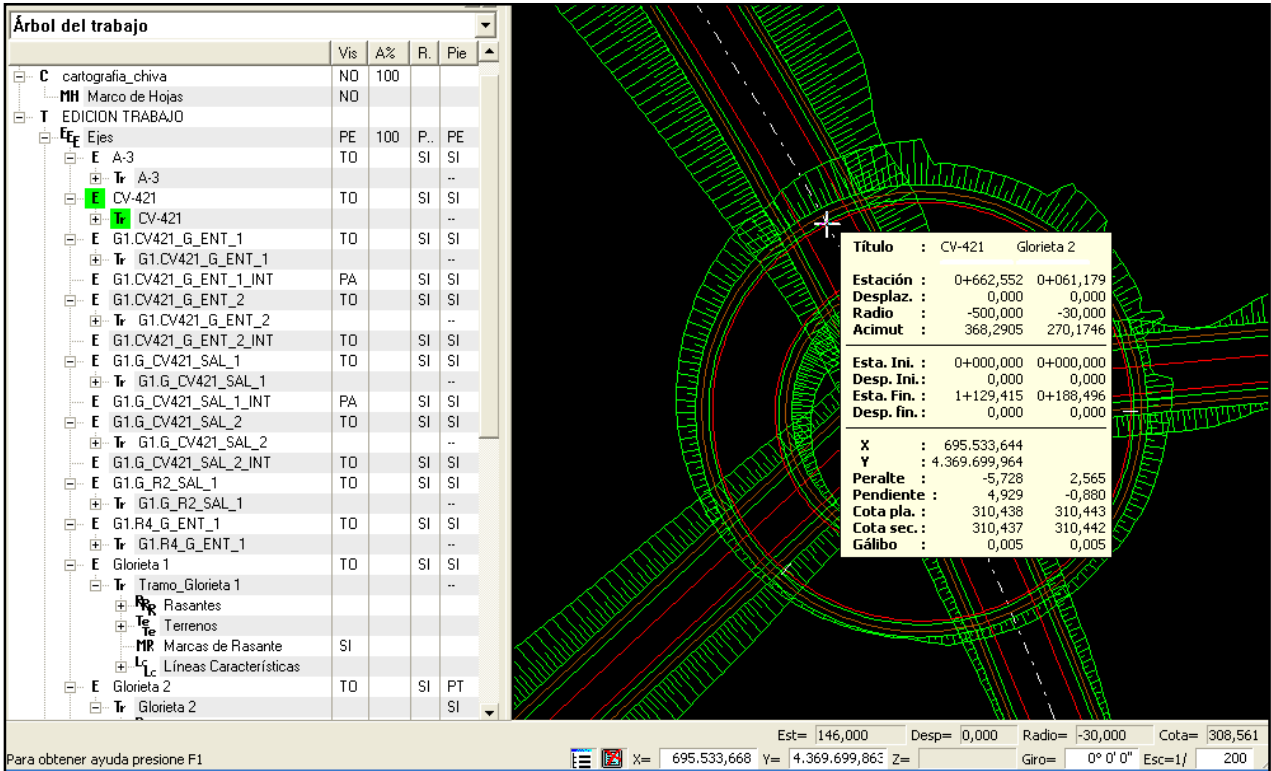 Árbol del trabajo
Vis A% R. Pie
C cartografia_chiva NO 100
MH Marco de Hojas NO
T EDICION TRABAJO
EEE Ejes PE 100 P.. PE
E A-3 TO SI SI
Tr A-3 --
E CV-421 TO SI SI
Tr CV-421 --
E G1.CV421_G_ENT_1 TO SI SI
Tr G1.CV421_G_ENT_1 --
E G1.CV421_G_ENT_1_INT PA SI SI
E G1.CV421_G_ENT_2 TO SI SI
Tr G1.CV421_G_ENT_2 --
E G1.CV421_G_ENT_2_INT TO SI SI
E G1.G_CV421_SAL_1 TO SI SI
Tr G1.G_CV421_SAL_1 --
E G1.G_CV421_SAL_1_INT PA SI SI
E G1.G_CV421_SAL_2 TO SI SI
Tr G1.G_CV421_SAL_2 --
E G1.G_CV421_SAL_2_INT TO SI SI
E G1.G_R2_SAL_1 TO SI SI
Tr G1.G_R2_SAL_1 --
E G1.R4_G_ENT_1 TO SI SI
Tr G1.R4_G_ENT_1 --
E Glorieta 1 TO SI SI
Tr Tramo_Glorieta 1 --
RRR Rasantes
Te Te Terrenos
MR Marcas de Rasante SI
Lc Lc Líneas Características
E Glorieta 2 TO SI PT
Tr Glorieta 2 SI
Título : CV-421 Glorieta 2
Estación : 0+662,552 0+061,179
Desplaz. : 0,000 0,000
Radio : -500,000 -30,000
Acimut : 368,2905 270,1746
Esta. Ini. : 0+000,000 0+000,000
Desp. Ini.: 0,000 0,000
Esta. Fin. : 1+129,415 0+188,496
Desp. fin.: 0,000 0,000
X : 695.533,644
Y : 4.369.699,964
Peralte : -5,728 2,565
Pendiente : 4,929 -0,880
Cota pla. : 310,438 310,443
Cota sec. : 310,437 310,442
Gálibo : 0,005 0,005
Est= 146,000 Desp= 0,000 Radio= -30,000 Cota= 308,561
Para obtener ayuda presione F1 X= 695.533,668 Y= 4.369.699,863 Z= Giro= 0° 0' 0" Esc=1/ 200